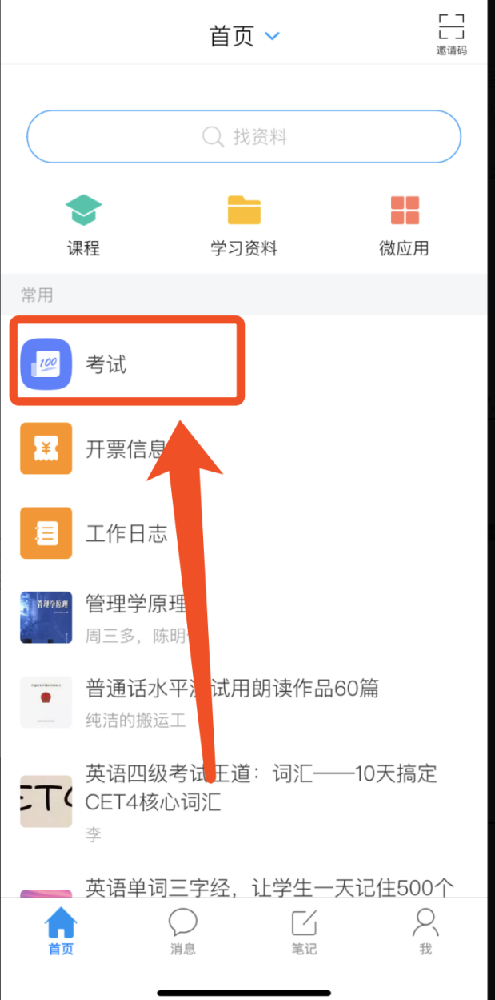 首页
邀请码
找资料
课程
学习资料
微应用
常用
100
考试
开票信息
工作日志
管理学原理
管理学原理
周三多，陈明
普通话水平测试用朗读作品60篇
纯洁的搬运工
英语四级考试王道：词汇——10天搞定
CET4核心词汇
李
英语单词三字经，让学生一天记住500个
首页
消息
笔记
我